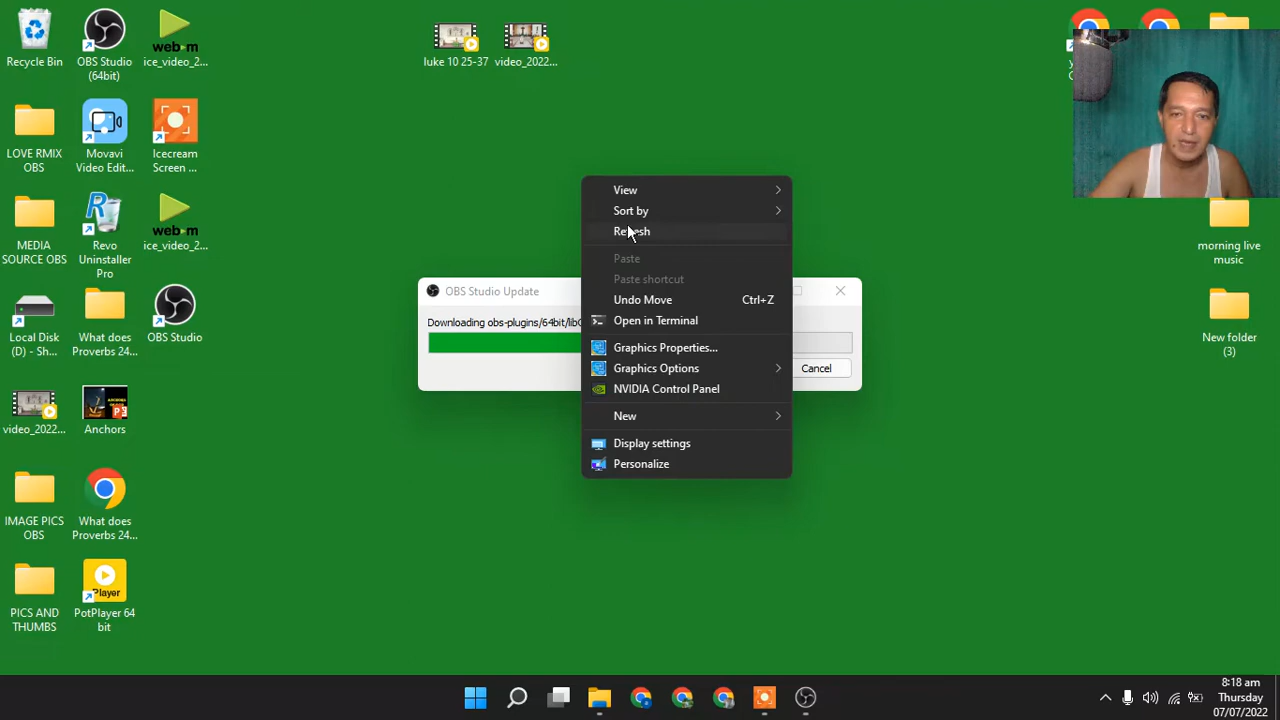 Recycle Bin
OBS Studio
(64bit)
webm
ice_video_2...
LOVE RMIX
OBS
Movavi
Video Edit...
Icecream
Screen ...
MEDIA
SOURCE OBS
Revo
Uninstaller
Pro
webm
ice_video_2...
Local Disk
(D) - Sh...
What does
Proverbs 24...
OBS Studio
video_2022...
Anchors
IMAGE PICS
OBS
What does
Proverbs 24...
PICS AND
THUMBS
Player
PotPlayer 64
bit
luke 10 25-37
video_2022...
OBS Studio Update
Downloading obs-plugins/64bit/lib
Cancel
View
Sort by
Refresh
Paste
Paste shortcut
Undo Move Ctrl+Z
Open in Terminal
Graphics Properties...
Graphics Options
NVIDIA Control Panel
New
Display settings
Personalize
morning live
music
New folder
(3)
8:18 am
Thursday
07/07/2022